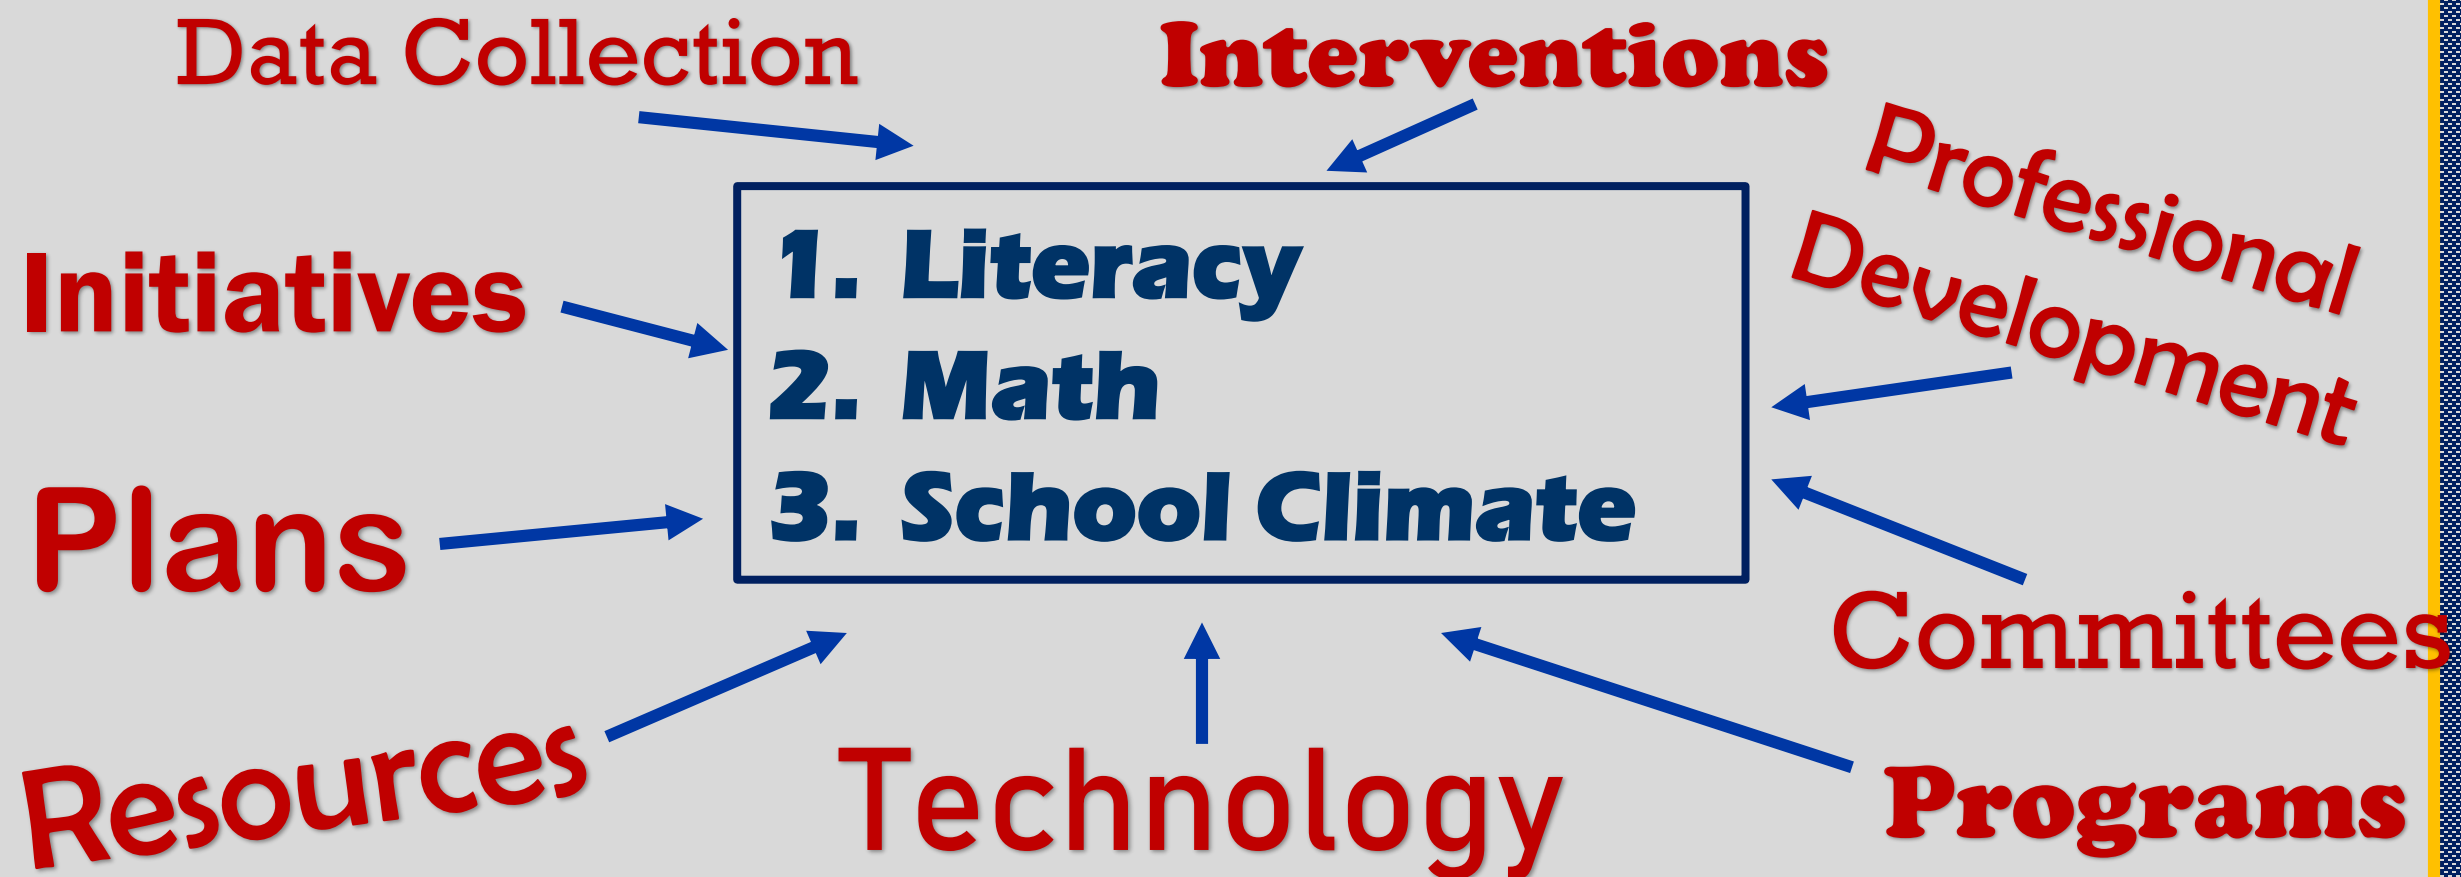 Data Collection
Interventions
Professional
Development
Initiatives
1. Literacy
2. Math
3. School Climate
Plans
Committees
Resources
Technology
Programs